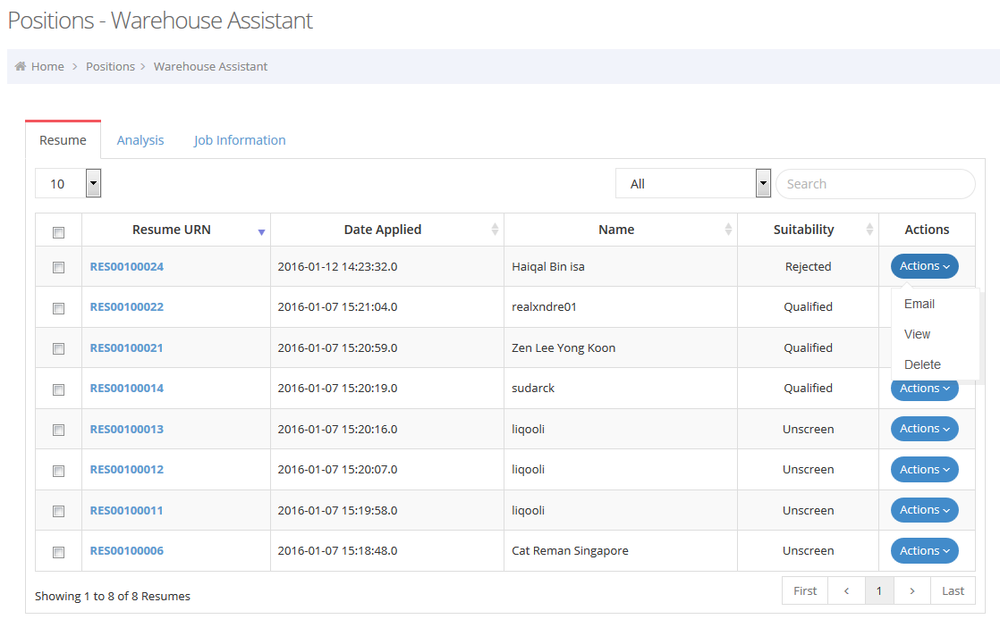 Positions - Warehouse Assistant
Home > Positions > Warehouse Assistant
Resume Analysis Job Information
10 All Search
Resume URN Date Applied Name Suitability Actions
RES00100024 2016-01-12 14:23:32.0 Haiqal Bin isa Rejected Actions
RES00100022 2016-01-07 15:21:04.0 realxndre01 Qualified Email
View
RES00100021 2016-01-07 15:20:59.0 Zen Lee Yong Koon Qualified Delete
RES00100014 2016-01-07 15:20:19.0 sudarck Qualified Actions
RES00100013 2016-01-07 15:20:16.0 liqooli Unscreen Actions
RES00100012 2016-01-07 15:20:07.0 liqooli Unscreen Actions
RES00100011 2016-01-07 15:19:58.0 liqooli Unscreen Actions
RES00100006 2016-01-07 15:18:48.0 Cat Reman Singapore Unscreen Actions
Showing 1 to 8 of 8 Resumes First < 1 > Last